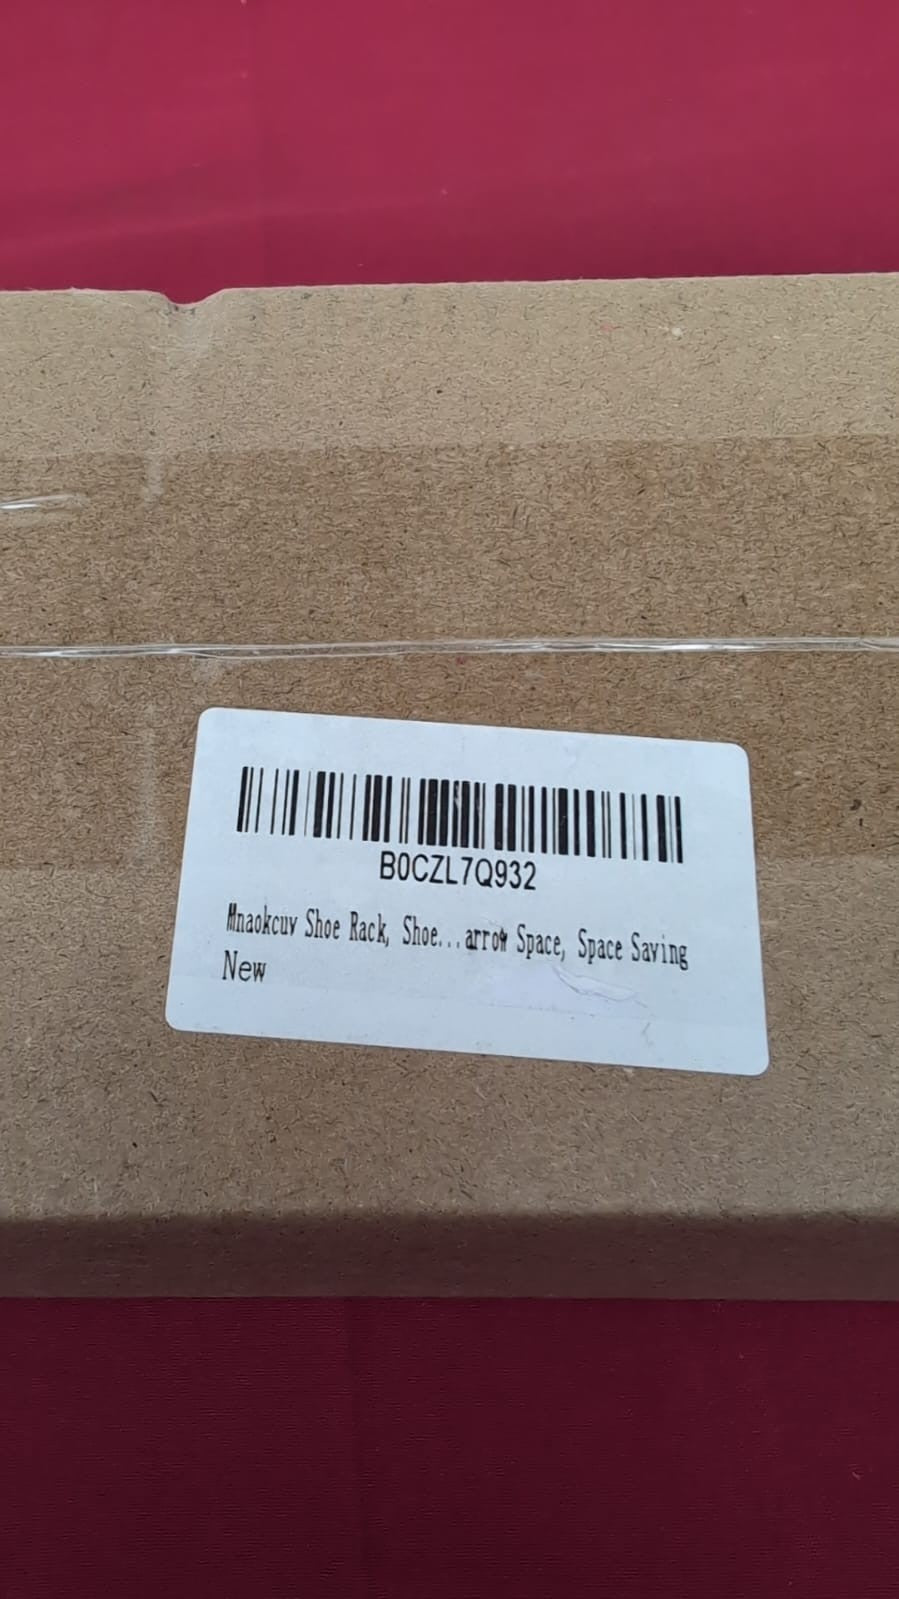 B0CZL7Q932
Mnaokcuv Shoe Rack, Shoe...arrow Space, Space Saving
New